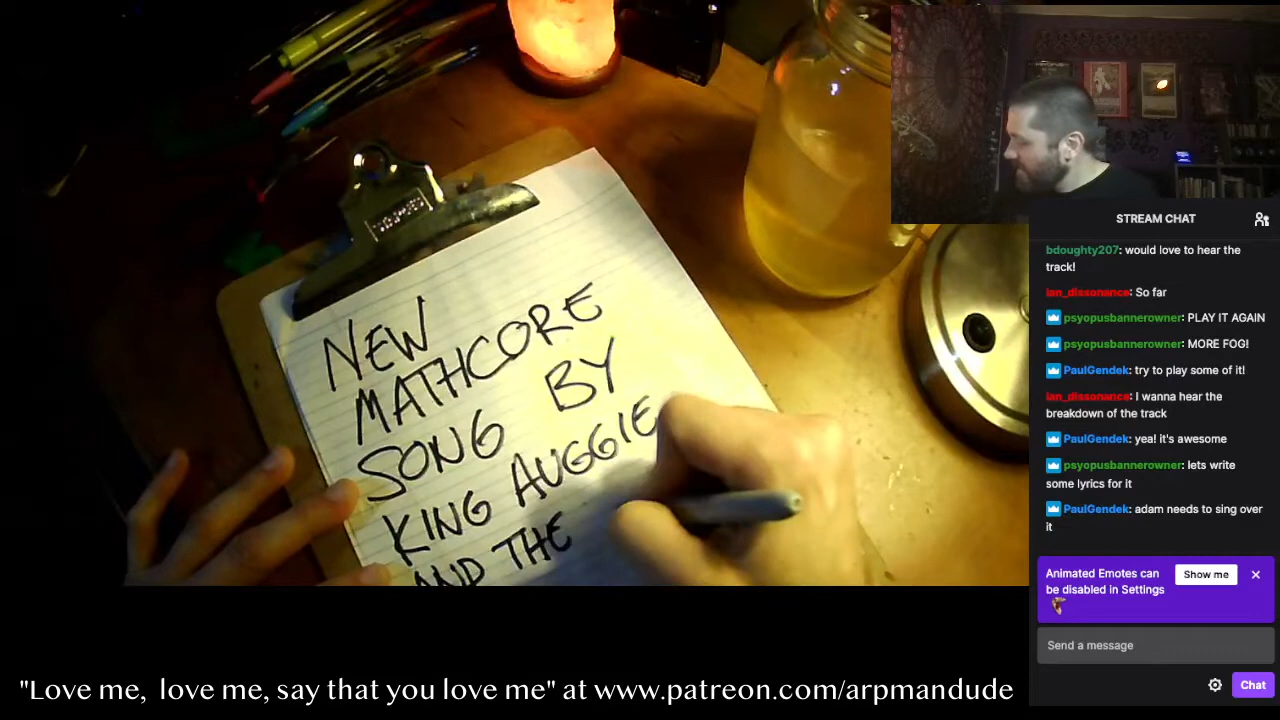 NEW
MATHCORE
SONG BY
KING AUGGIE
AND THE
STREAM CHAT
bdoughty207: would love to hear the
track!
ian_dissonance: So far
psyopusbannerowner: PLAY IT AGAIN
psyopusbannerowner: MORE FOG!
PaulGendek: try to play some of it!
ian_dissonance: I wanna hear the
breakdown of the track
PaulGendek: yea! it's awesome
psyopusbannerowner: lets write
some lyrics for it
PaulGendek: adam needs to sing over
it
Animated Emotes can
be disabled in Settings
Show me
Send a message
Chat
"Love me, love me, say that you love me" at www.patreon.com/arpmandude